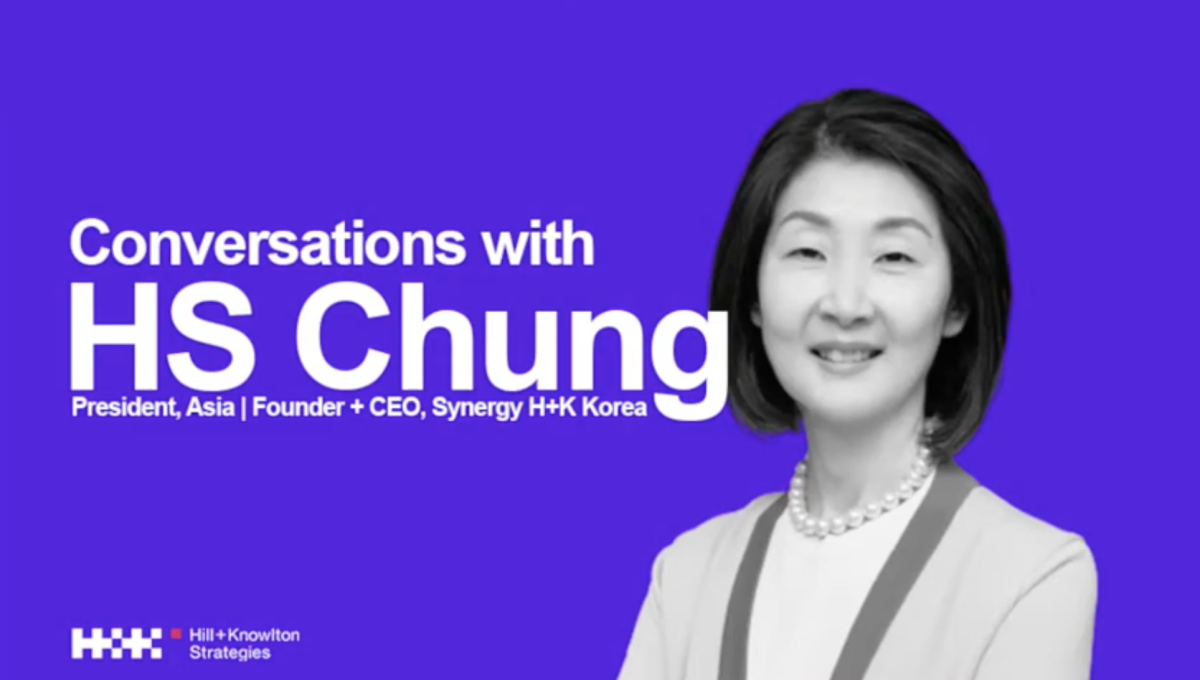 Conversations with
HS Chung
President, Asia | Founder + CEO, Synergy H+K Korea
H+K
Hill+Knowlton
Strategies